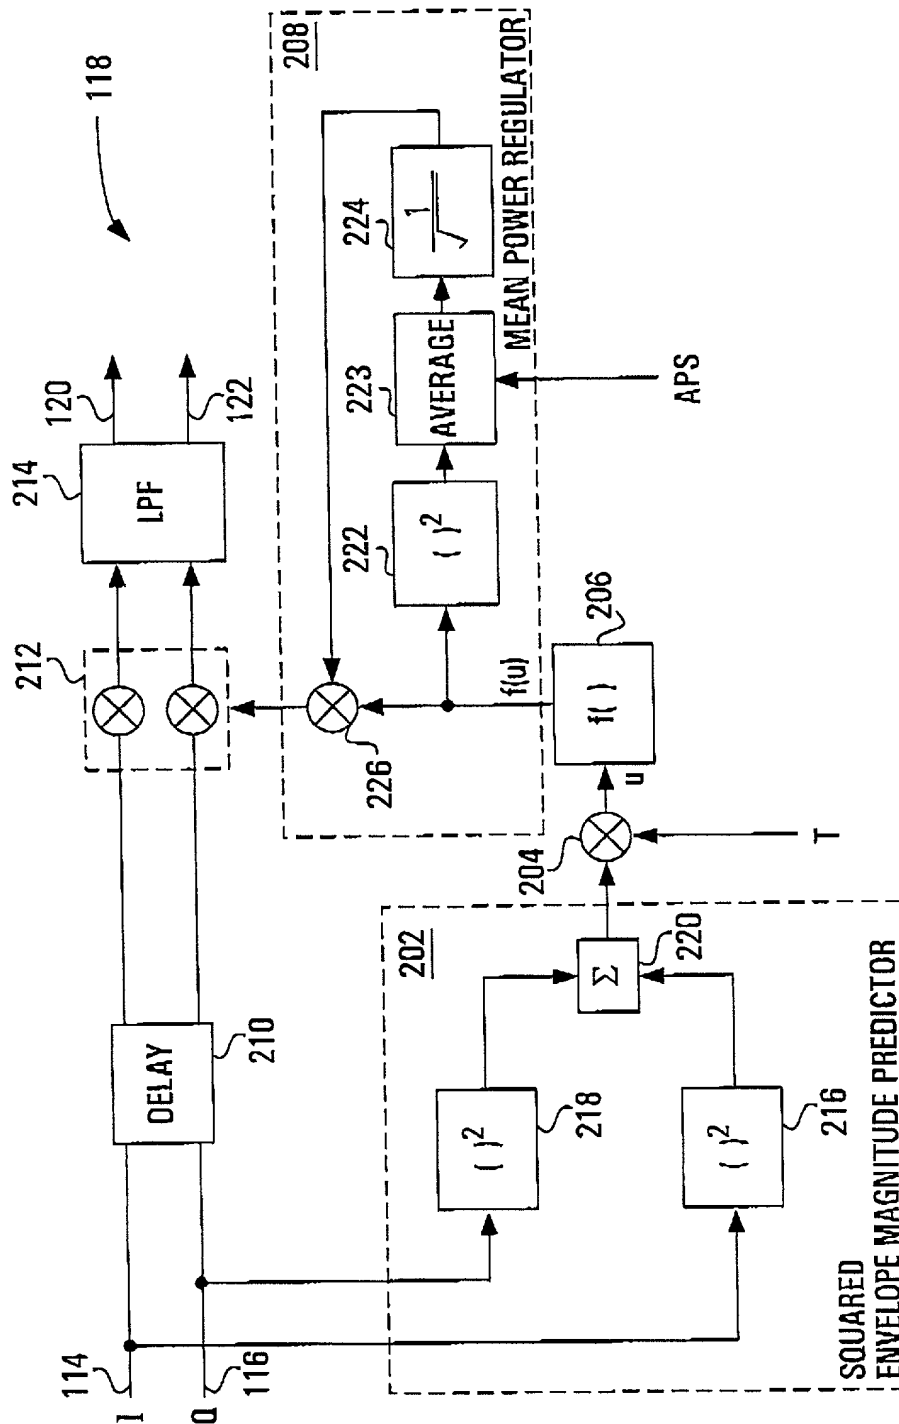 118
I
114
Q
116
DELAY
210
212
214
LPF
120
122
202
( )²
218
( )²
216
Σ
220
SQUARED
ENVELOPE MAGNITUDE PREDICTOR
204
T
u
f( )
206
f(u)
208
226
222
( )²
223
AVERAGE
224
1
√
MEAN POWER REGULATOR
APS